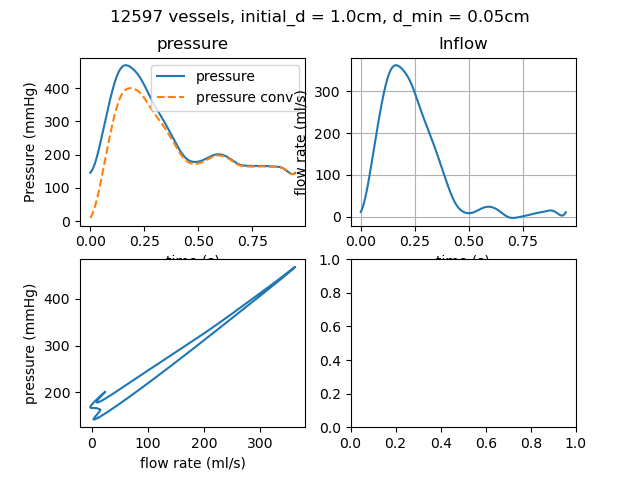 12597 vessels, initial_d = 1.0cm, d_min = 0.05cm
pressure
Pressure (mmHg)
400
300
200
100
0
pressure
pressure conv
0.00 0.25 0.50 0.75
time (s)
Inflow
flow rate (ml/s)
300
200
100
0
0.00 0.25 0.50 0.75
time (s)
pressure (mmHg)
400
300
200
0 100 200 300
flow rate (ml/s)
1.0
0.8
0.6
0.4
0.2
0.0
0.0 0.2 0.4 0.6 0.8 1.0